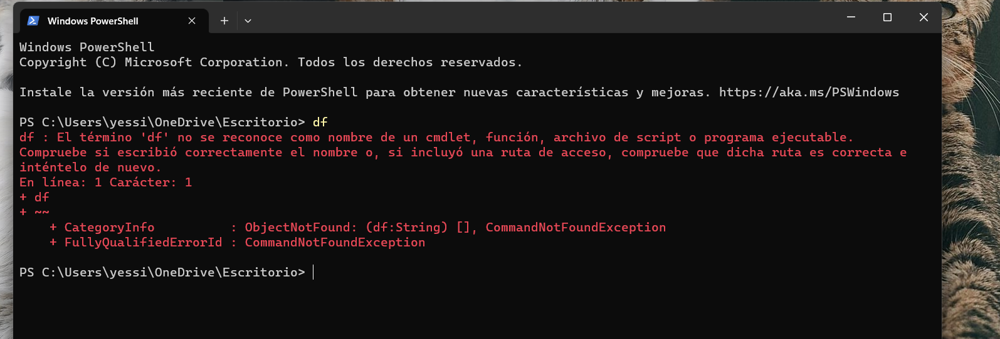 Windows PowerShell
Windows PowerShell
Copyright (C) Microsoft Corporation. Todos los derechos reservados.
Instale la versión más reciente de PowerShell para obtener nuevas características y mejoras. https://aka.ms/PSWindows
PS C:\Users\yessi\OneDrive\Escritorio> df
df : El término 'df' no se reconoce como nombre de un cmdlet, función, archivo de script o programa ejecutable.
Compruebe si escribió correctamente el nombre o, si incluyó una ruta de acceso, compruebe que dicha ruta es correcta e
inténtelo de nuevo.
En línea: 1 Carácter: 1
+ df
+ ~~
    + CategoryInfo          : ObjectNotFound: (df:String) [], CommandNotFoundException
    + FullyQualifiedErrorId : CommandNotFoundException
PS C:\Users\yessi\OneDrive\Escritorio>